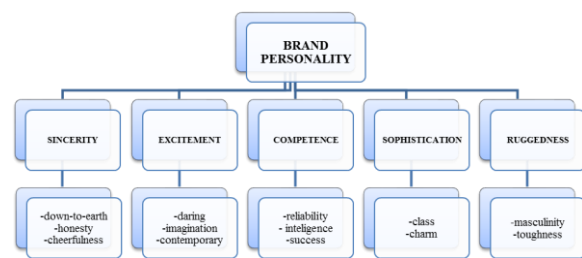 BRAND
PERSONALITY
SINCERITY
EXCITEMENT
COMPETENCE
SOPHISTICATION
RUGGEDNESS
-down-to-earth
-honesty
-cheerfulness
-daring
-imagination
-contemporary
-reliability
- inteligence
-success
-class
-charm
-masculinity
-toughness